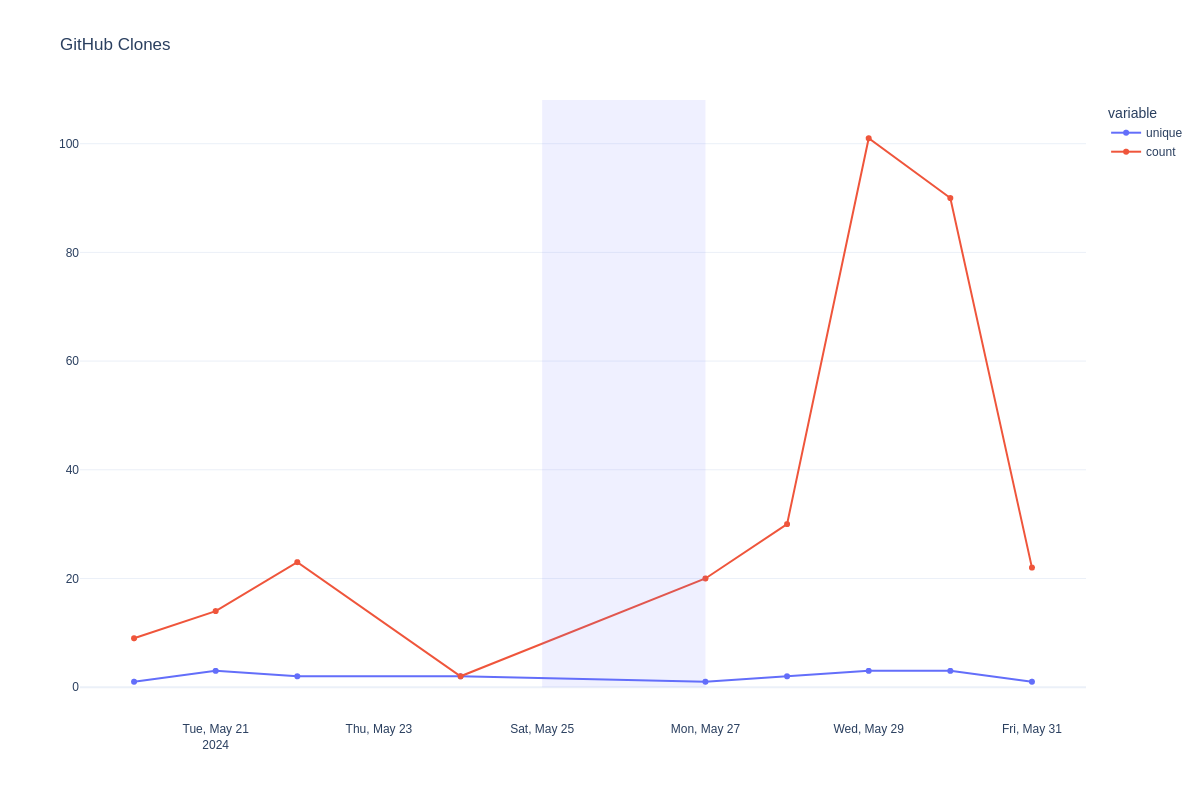 GitHub Clones
variable
unique
count
100
80
60
40
20
0
Tue, May 21
2024
Thu, May 23
Sat, May 25
Mon, May 27
Wed, May 29
Fri, May 31